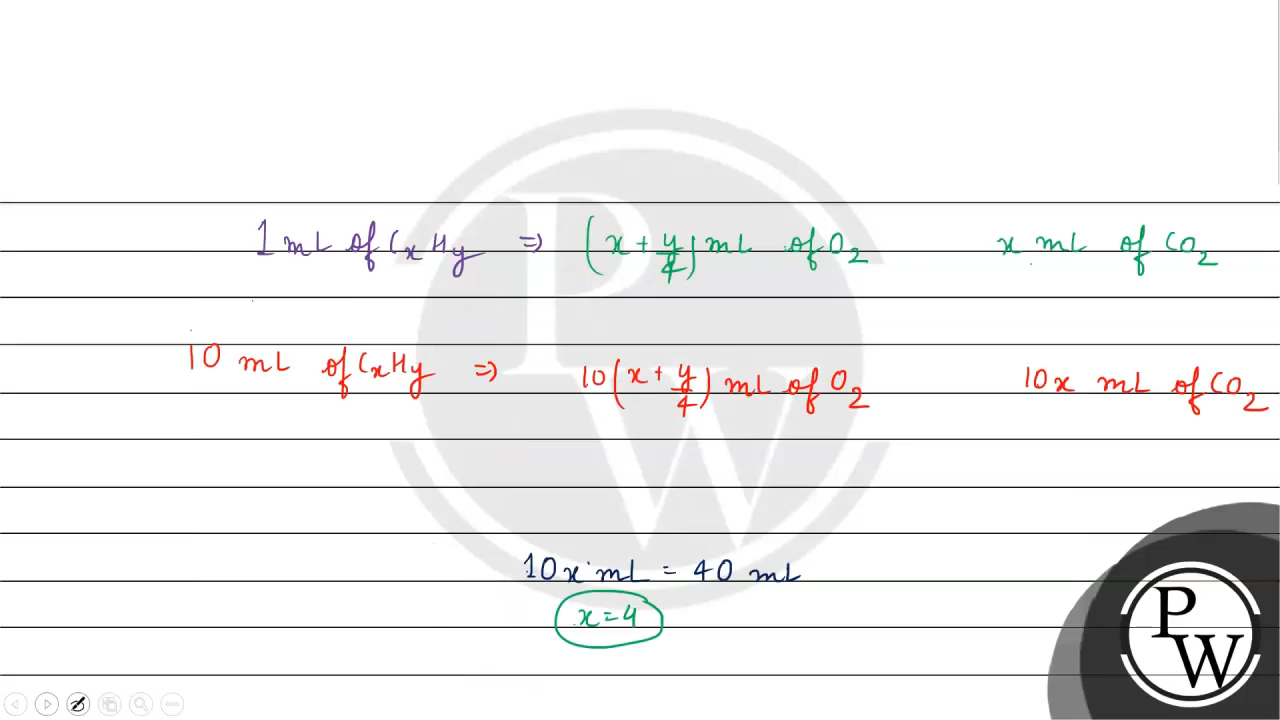 1 mL of CxHy ⇒ (x + y/4) mL of O2 x mL of CO2
10 mL of CxHy ⇒ 10(x + y/4) mL of O2 10x mL of CO2
10x mL = 40 mL
x = 4
P
W
P
W